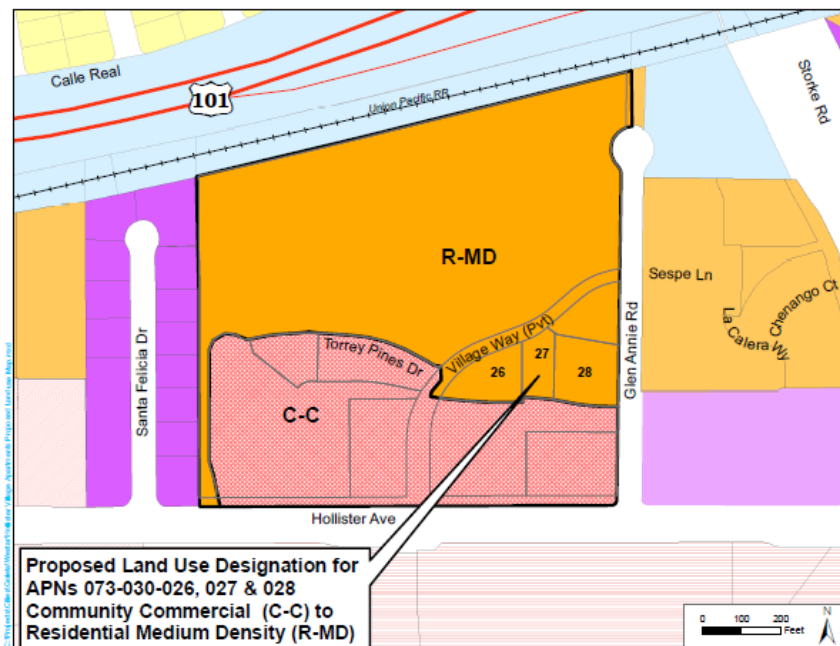 Calle Real
101
Union Pacific RR
Storke Rd
R-MD
Sespe Ln
Chenango Ct
La Calera Wy
Village Way (Pvt)
Glen Annie Rd
26
27
28
Torrey Pines Dr
Santa Felicia Dr
C-C
Hollister Ave
Proposed Land Use Designation for
APNs 073-030-026, 027 & 028
Community Commercial (C-C) to
Residential Medium Density (R-MD)
0 100 200
Feet
N